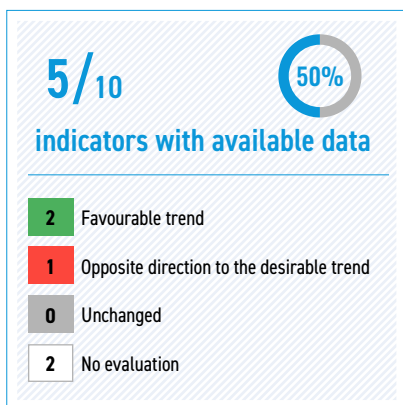 5/10
50%
indicators with available data
2 Favourable trend
1 Opposite direction to the desirable trend
0 Unchanged
2 No evaluation